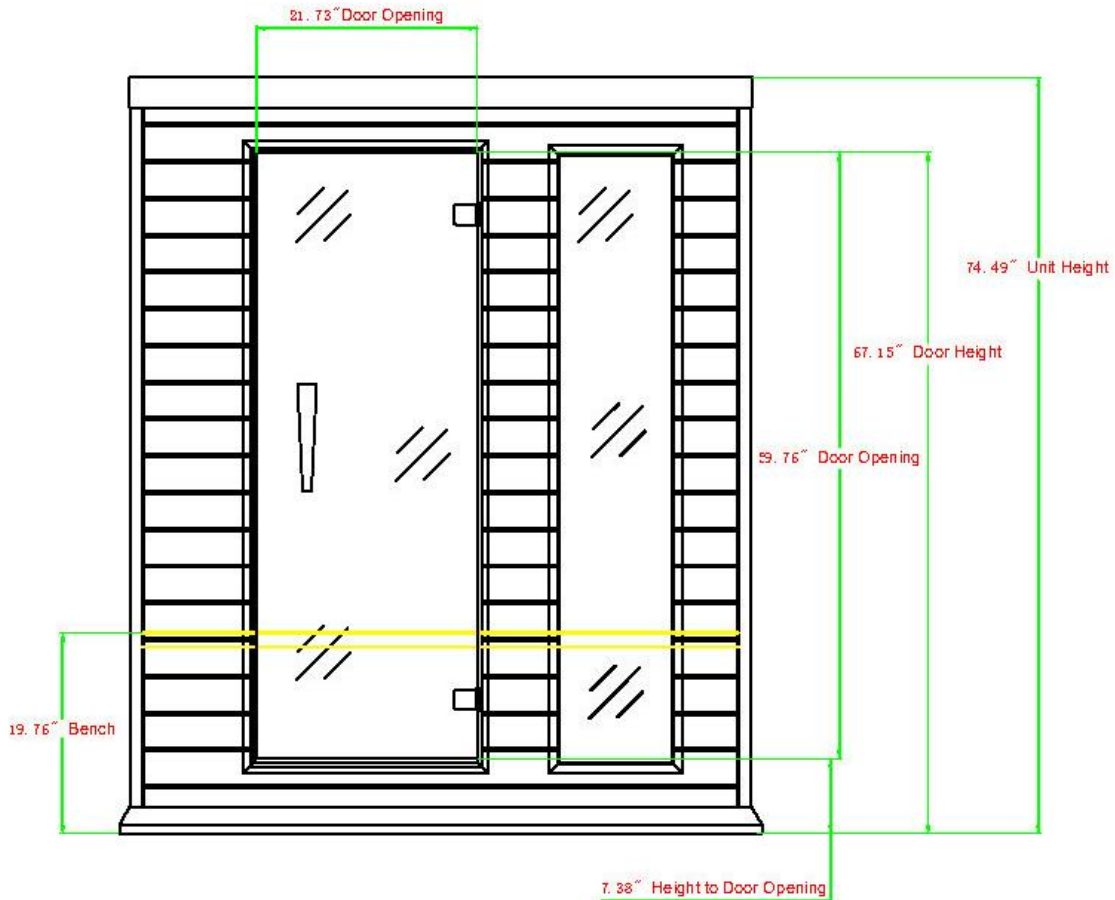 21.73" Door Opening
74.49" Unit Height
67.15" Door Height
59.76" Door Opening
19.76" Bench
7.38" Height to Door Opening